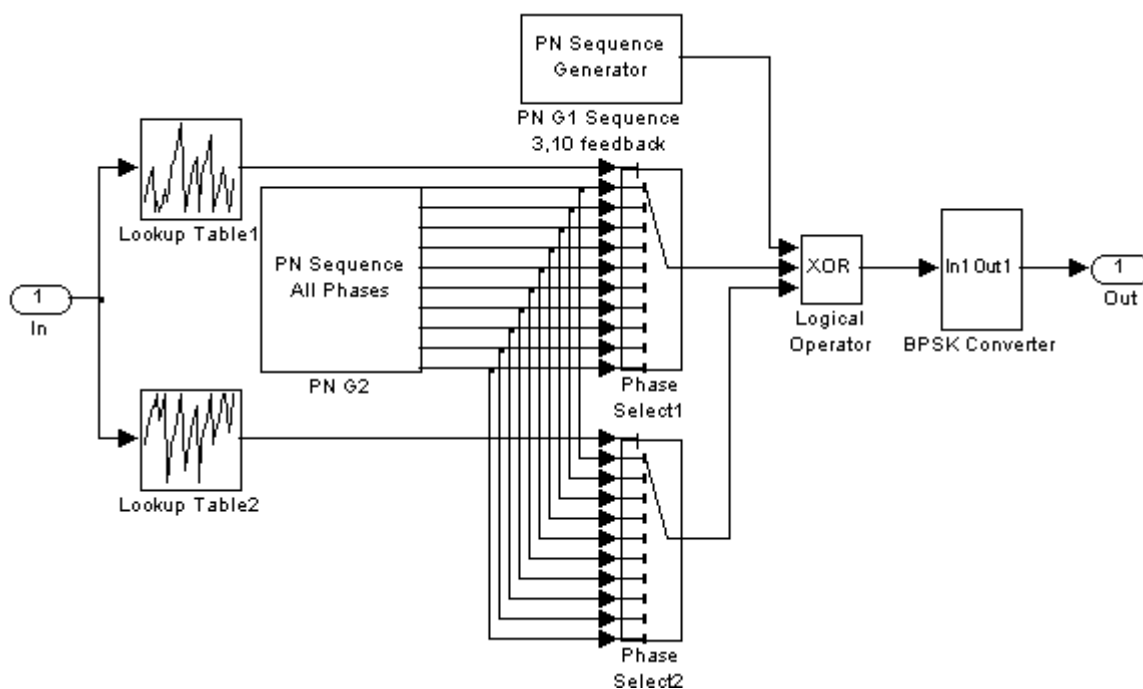 PN Sequence
Generator
PN G1 Sequence
3,10 feedback
Lookup Table1
PN Sequence
All Phases
PN G2
1
In
Lookup Table2
Phase
Select1
Phase
Select2
XOR
Logical
Operator
In1 Out1
BPSK Converter
1
Out